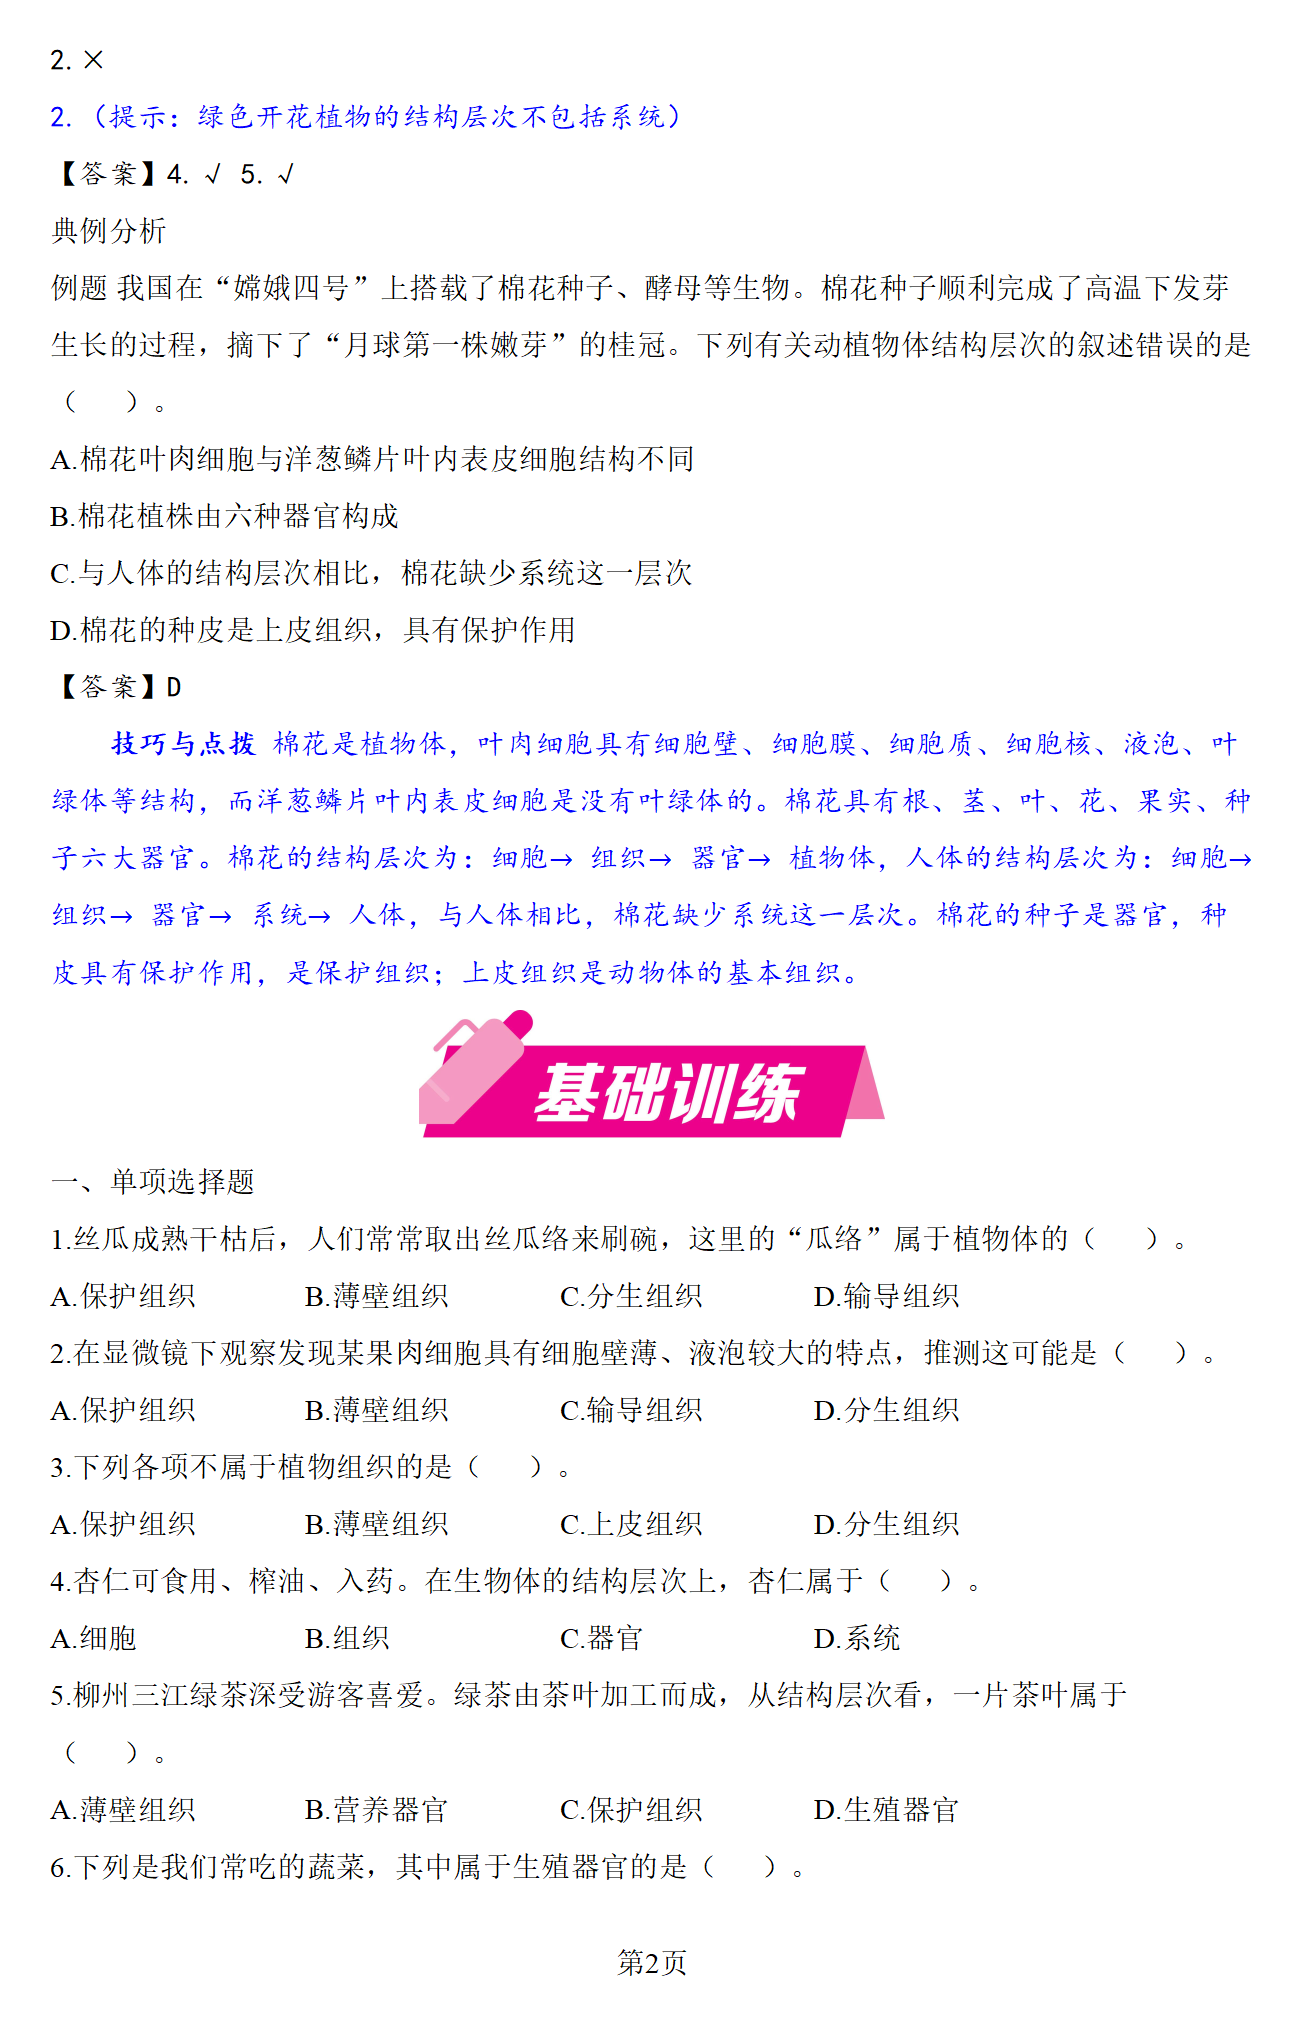 2. ×
2.（提示：绿色开花植物的结构层次不包括系统）
【答案】4. √ 5. √
典例分析
例题 我国在“嫦娥四号”上搭载了棉花种子、酵母等生物。棉花种子顺利完成了高温下发芽
生长的过程，摘下了“月球第一株嫩芽”的桂冠。下列有关动植物体结构层次的叙述错误的是
（　）。
A.棉花叶肉细胞与洋葱鳞片叶内表皮细胞结构不同
B.棉花植株由六种器官构成
C.与人体的结构层次相比，棉花缺少系统这一层次
D.棉花的种皮是上皮组织，具有保护作用
【答案】D
技巧与点拨 棉花是植物体，叶肉细胞具有细胞壁、细胞膜、细胞质、细胞核、液泡、叶
绿体等结构，而洋葱鳞片叶内表皮细胞是没有叶绿体的。棉花具有根、茎、叶、花、果实、种
子六大器官。棉花的结构层次为：细胞→ 组织→ 器官→ 植物体，人体的结构层次为：细胞→
组织→ 器官→ 系统→ 人体，与人体相比，棉花缺少系统这一层次。棉花的种子是器官，种
皮具有保护作用，是保护组织；上皮组织是动物体的基本组织。
基础训练
一、单项选择题
1.丝瓜成熟干枯后，人们常常取出丝瓜络来刷碗，这里的“瓜络”属于植物体的（　）。
A.保护组织 B.薄壁组织 C.分生组织 D.输导组织
2.在显微镜下观察发现某果肉细胞具有细胞壁薄、液泡较大的特点，推测这可能是（　）。
A.保护组织 B.薄壁组织 C.输导组织 D.分生组织
3.下列各项不属于植物组织的是（　）。
A.保护组织 B.薄壁组织 C.上皮组织 D.分生组织
4.杏仁可食用、榨油、入药。在生物体的结构层次上，杏仁属于（　）。
A.细胞 B.组织 C.器官 D.系统
5.柳州三江绿茶深受游客喜爱。绿茶由茶叶加工而成，从结构层次看，一片茶叶属于
（　）。
A.薄壁组织 B.营养器官 C.保护组织 D.生殖器官
6.下列是我们常吃的蔬菜，其中属于生殖器官的是（　）。
第2页